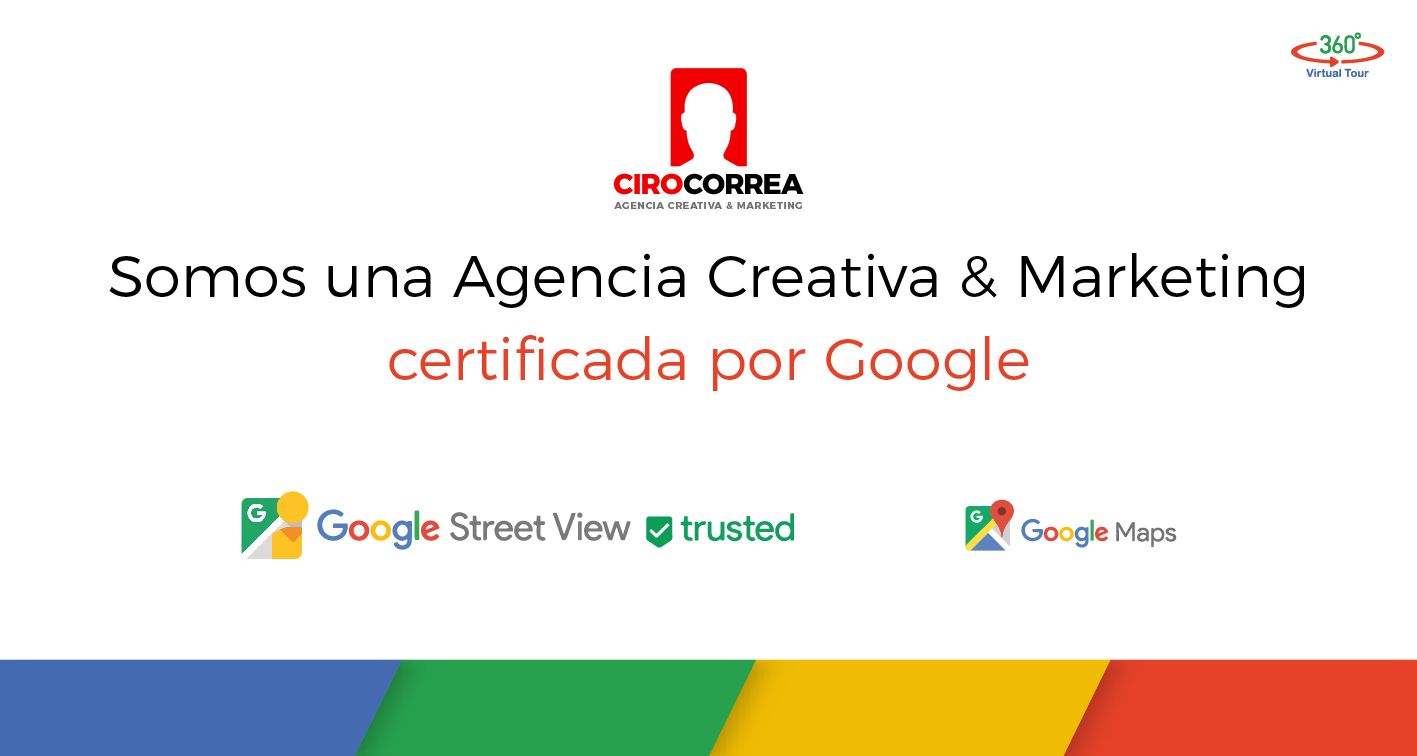 360°
Virtual Tour
CIROCORREA
AGENCIA CREATIVA & MARKETING
Somos una Agencia Creativa & Marketing
certificada por Google
G Google Street View trusted
G Google Maps